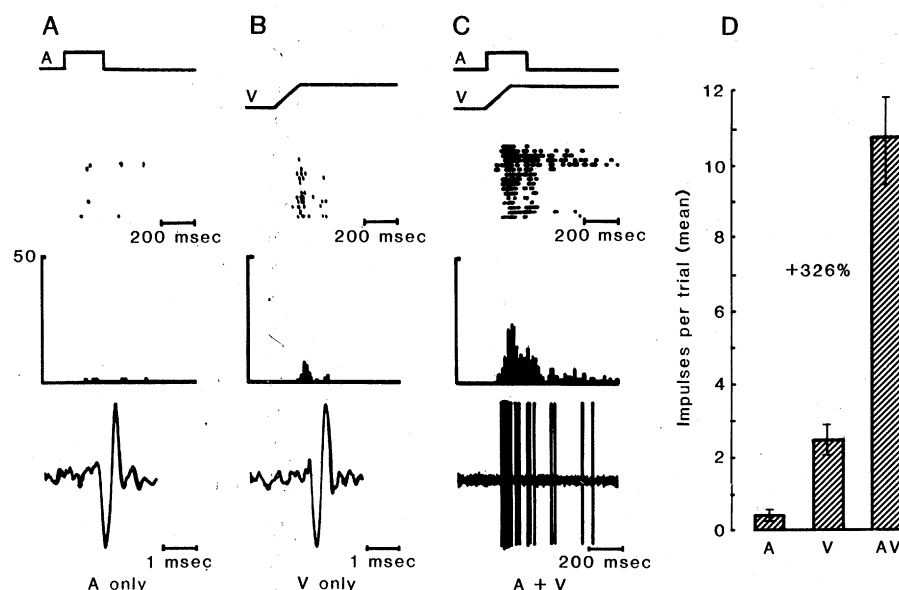 A
B
C
D
A
V
A
V
200 msec
200 msec
200 msec
50
1 msec
1 msec
200 msec
A only
V only
A + V
Impulses per trial (mean)
12
10
8
6
4
2
0
+326%
A
V
AV